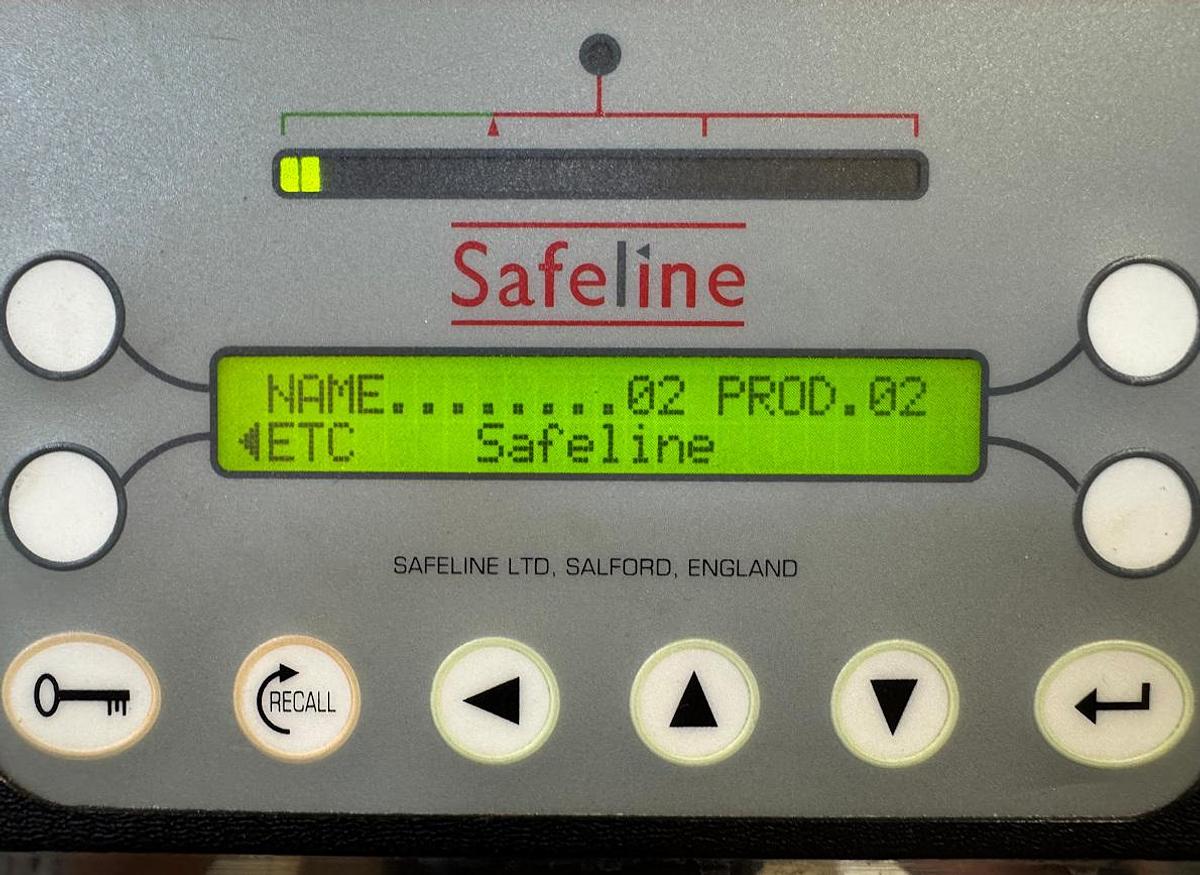 Safeline
NAME........02 PROD.02
ETC Safeline
SAFELINE LTD, SALFORD, ENGLAND
RECALL